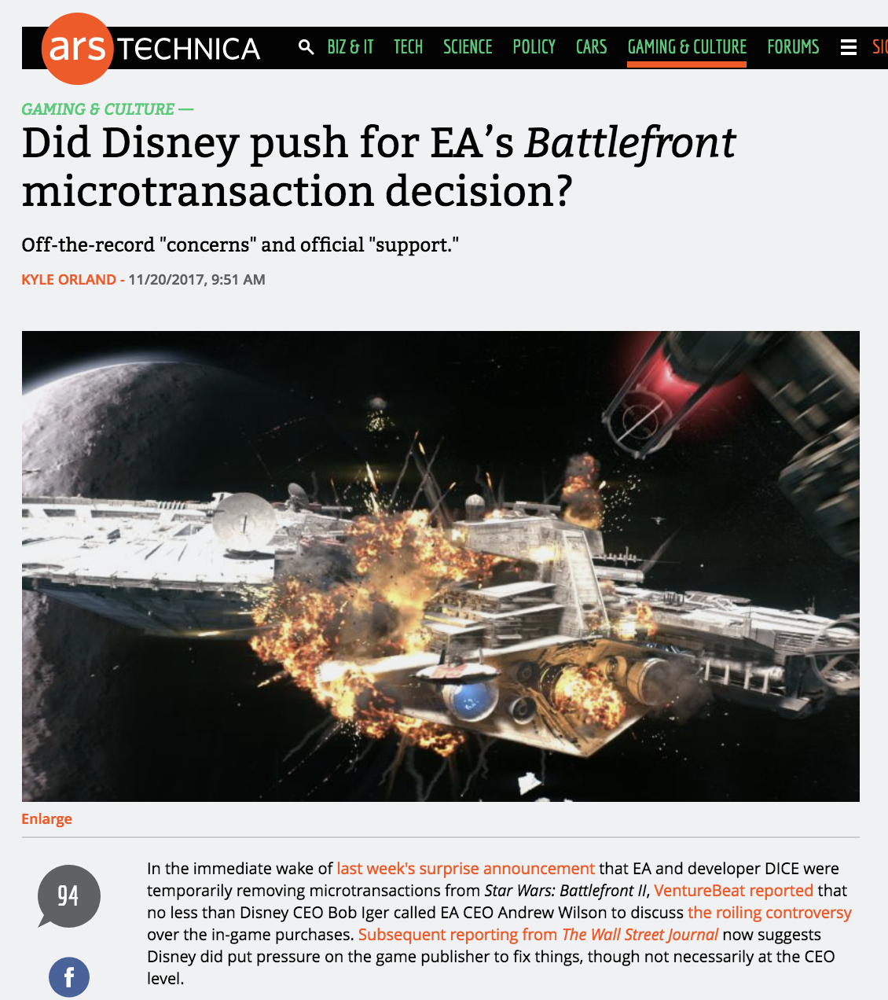 ars TECHNICA BIZ & IT TECH SCIENCE POLICY CARS GAMING & CULTURE FORUMS
GAMING & CULTURE —
Did Disney push for EA’s Battlefront
microtransaction decision?
Off-the-record "concerns" and official "support."
KYLE ORLAND - 11/20/2017, 9:51 AM
Enlarge
94
In the immediate wake of last week's surprise announcement that EA and developer DICE were
temporarily removing microtransactions from Star Wars: Battlefront II, VentureBeat reported that
no less than Disney CEO Bob Iger called EA CEO Andrew Wilson to discuss the roiling controversy
over the in-game purchases. Subsequent reporting from The Wall Street Journal now suggests
Disney did put pressure on the game publisher to fix things, though not necessarily at the CEO
level.
f